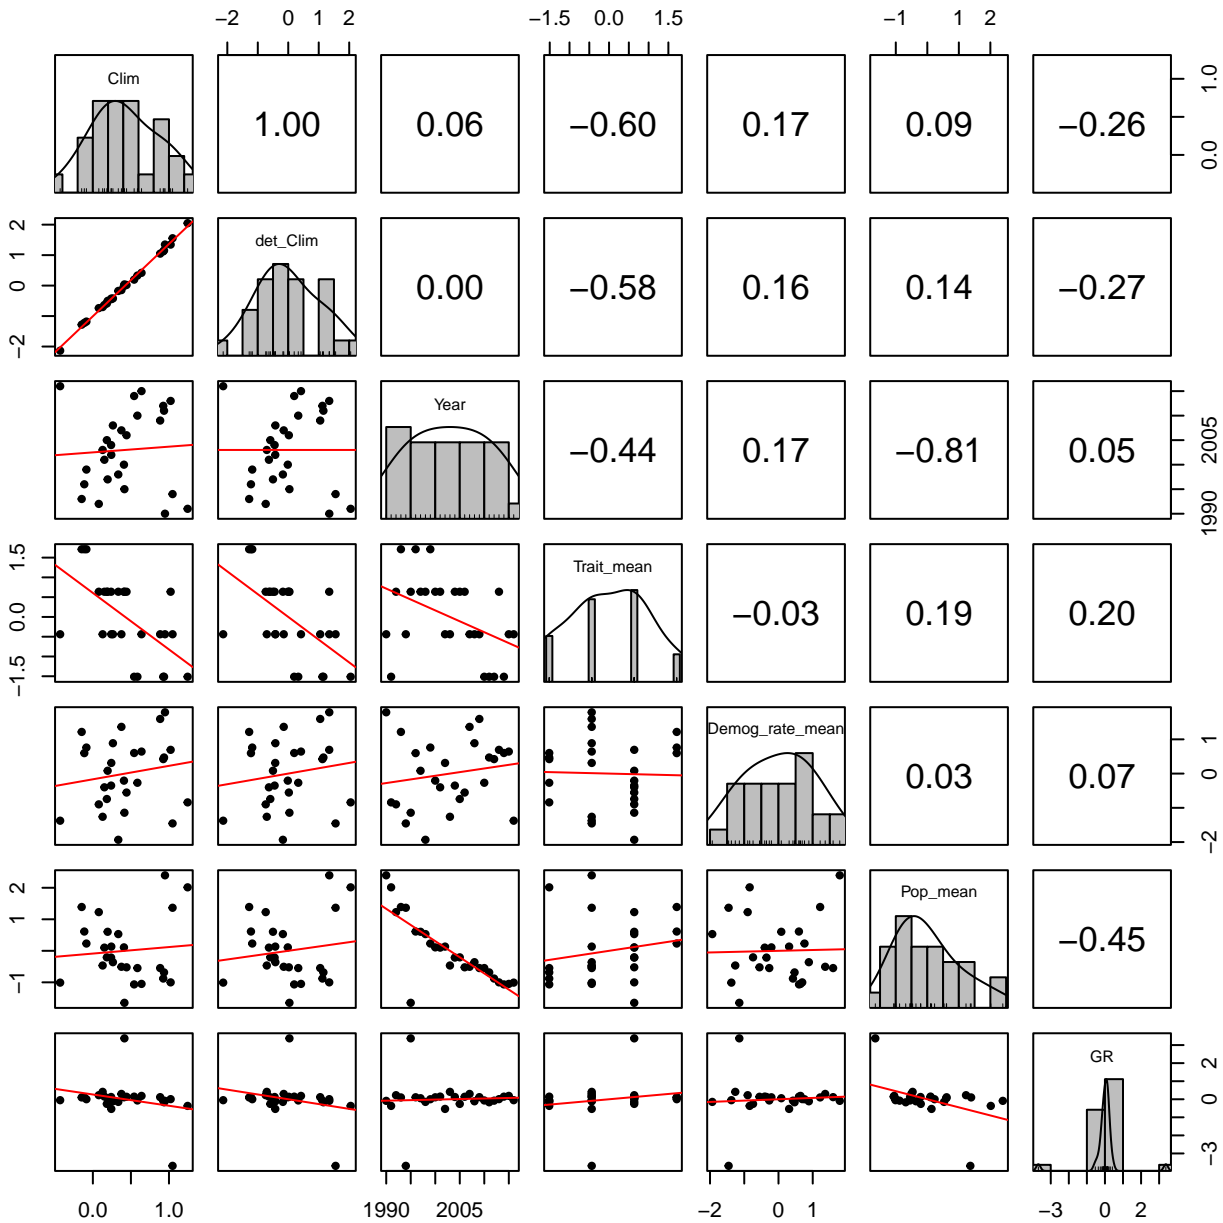 −2 0 1 2 −1.5 0.0 1.5 −1 1 2
Clim 1.00 0.06 −0.60 0.17 0.09 −0.26 0.0 1.0
−2 0 1 2 det_Clim 0.00 −0.58 0.16 0.14 −0.27
Year −0.44 0.17 −0.81 0.05 1990 2005
−1.5 0.0 1.5 Trait_mean −0.03 0.19 0.20
Demog_rate_mean 0.03 0.07 −2 0 1
−1 1 2 Pop_mean −0.45
GR −3 0 2
0.0 1.0 1990 2005 −2 0 1 −3 0 2